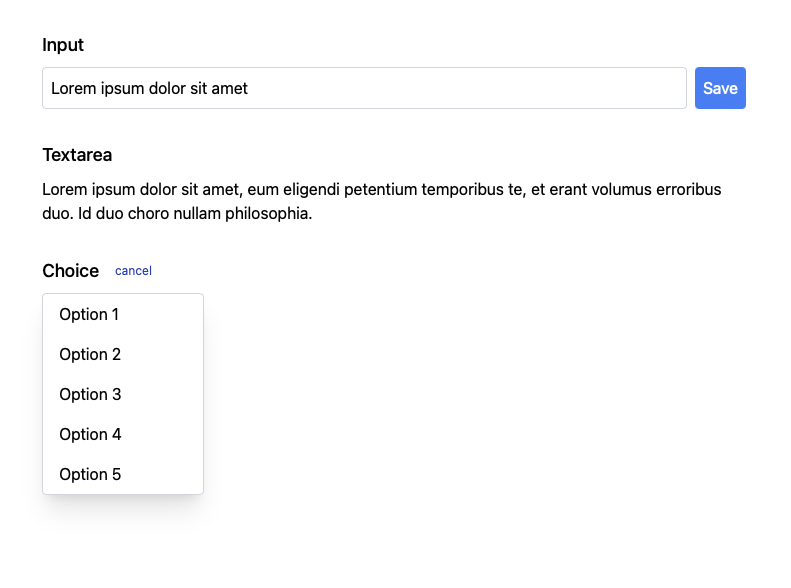 Input
Lorem ipsum dolor sit amet
Save
Textarea
Lorem ipsum dolor sit amet, eum eligendi petentium temporibus te, et erant volumus erroribus
duo. Id duo choro nullam philosophia.
Choice cancel
Option 1
Option 2
Option 3
Option 4
Option 5